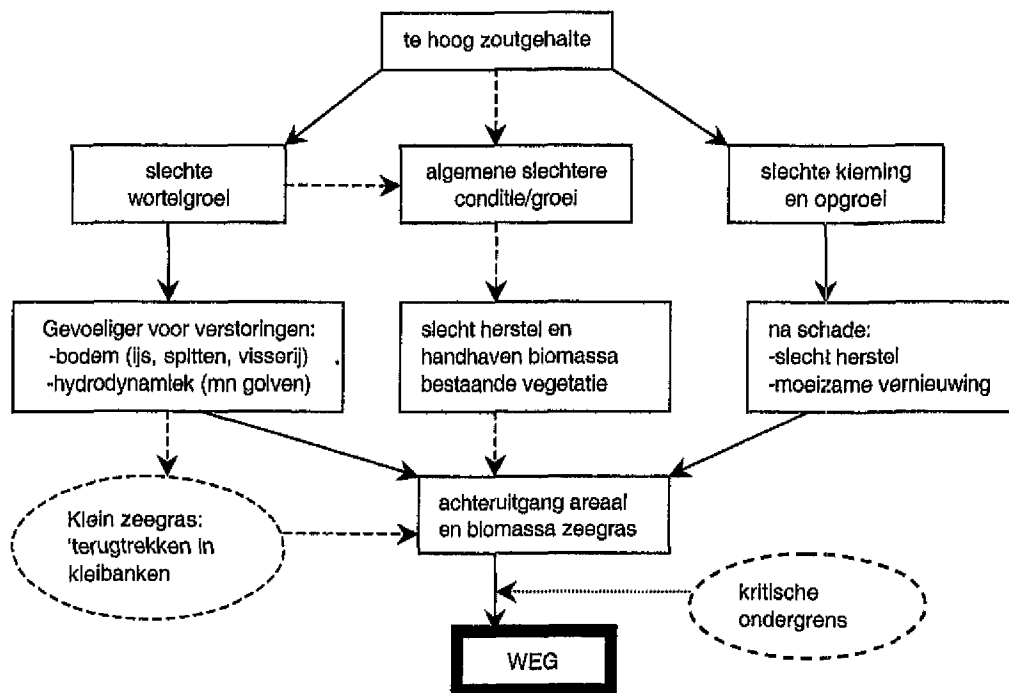 te hoog zoutgehalte
slechte
wortelgroei
algemene slechtere
conditie/groei
slechte kieming
en opgroei
Gevoeliger voor verstoringen:
-bodem (ijs, spitten, visserij)
-hydrodynamiek (mn golven)
slecht herstel en
handhaven biomassa
bestaande vegetatie
na schade:
-slecht herstel
-moeizame vernieuwing
Klein zeegras:
'terugtrekken in
kleibanken
achteruitgang areaal
en biomassa zeegras
kritische
ondergrens
WEG